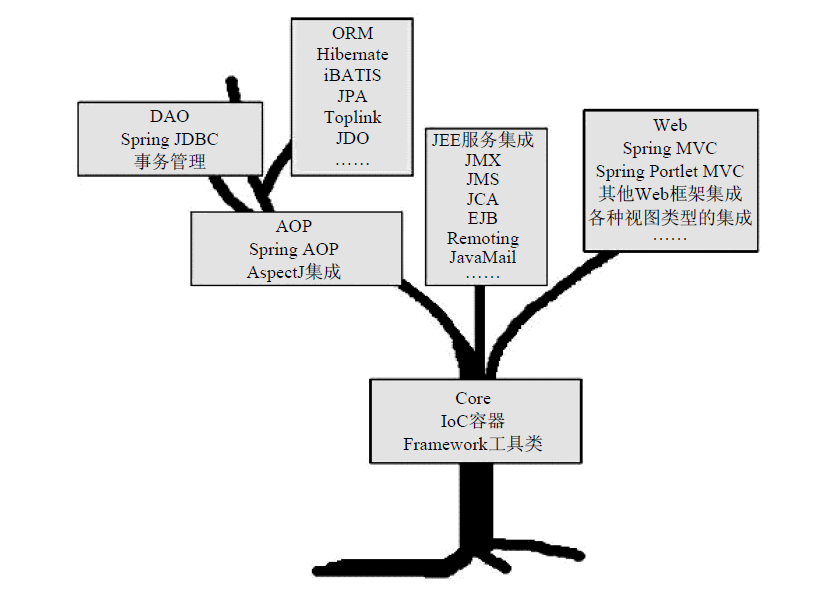 ORM
Hibernate
iBATIS
JPA
Toplink
JDO
……
DAO
Spring JDBC
事务管理
JEE服务集成
JMX
JMS
JCA
EJB
Remoting
JavaMail
……
Web
Spring MVC
Spring Portlet MVC
其他Web框架集成
各种视图类型的集成
……
AOP
Spring AOP
AspectJ集成
Core
IoC容器
Framework工具类